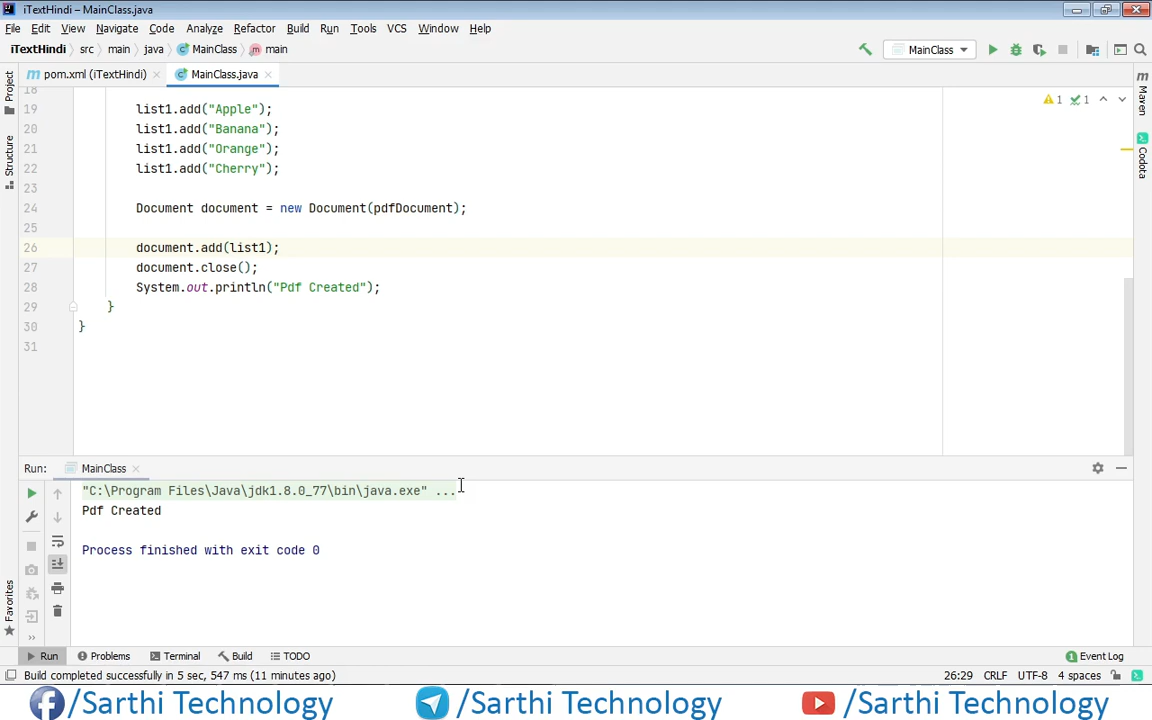 iTextHindi – MainClass.java
File Edit View Navigate Code Analyze Refactor Build Run Tools VCS Window Help
iTextHindi src main java MainClass main MainClass
pom.xml (iTextHindi) MainClass.java
Project
Structure
Favorites
Maven
Codota
1 1
18
19 list1.add("Apple");
20 list1.add("Banana");
21 list1.add("Orange");
22 list1.add("Cherry");
23
24 Document document = new Document(pdfDocument);
25
26 document.add(list1);
27 document.close();
28 System.out.println("Pdf Created");
29 }
30 }
31
Run: MainClass
"C:\Program Files\Java\jdk1.8.0_77\bin\java.exe" ...
Pdf Created
Process finished with exit code 0
Run Problems Terminal Build TODO 1 Event Log
Build completed successfully in 5 sec, 547 ms (11 minutes ago) 26:29 CRLF UTF-8 4 spaces
/Sarthi Technology /Sarthi Technology /Sarthi Technology